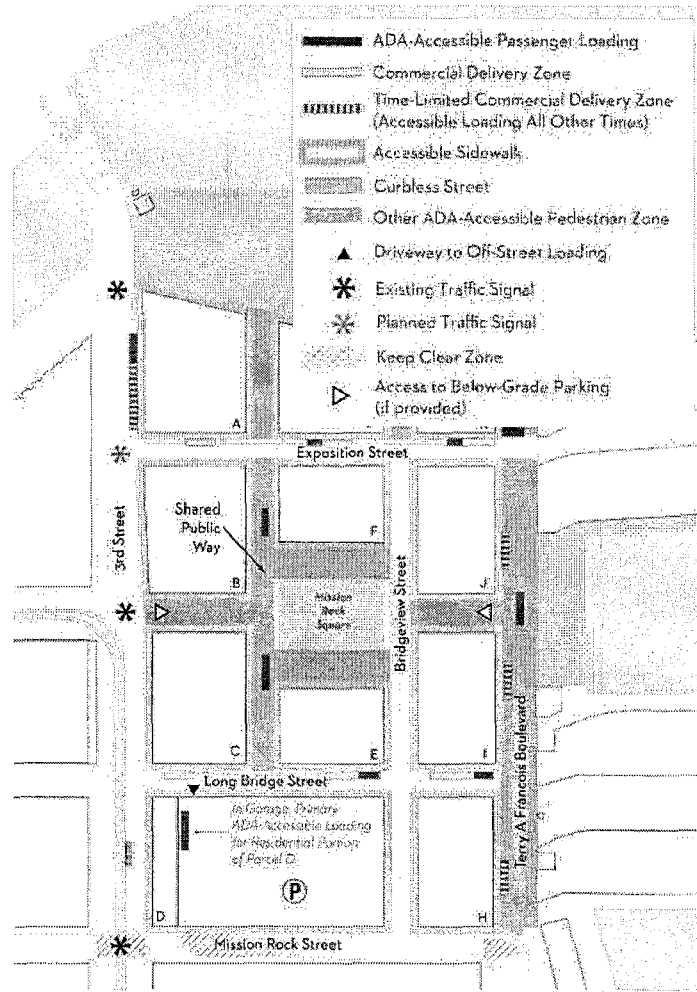 ADA-Accessible Passenger Loading
Commercial Delivery Zone
Time-Limited Commercial Delivery Zone
(Accessible Loading All Other Times)
Accessible Sidewalk
Curbless Street
Other ADA-Accessible Pedestrian Zone
Driveway to Off-Street Loading
Existing Traffic Signal
Planned Traffic Signal
Keep Clear Zone
Access to Below-Grade Parking
(if provided)
A
Exposition Street
3rd Street
Shared
Public
Way
F
B
J
Mission
Rock
Square
Bridgeview Street
C
E
I
Terry A Francois Boulevard
Long Bridge Street
In Garage, Primary
ADA-Accessible Loading
for Residential Portion
of Parcel D
P
D
H
Mission Rock Street